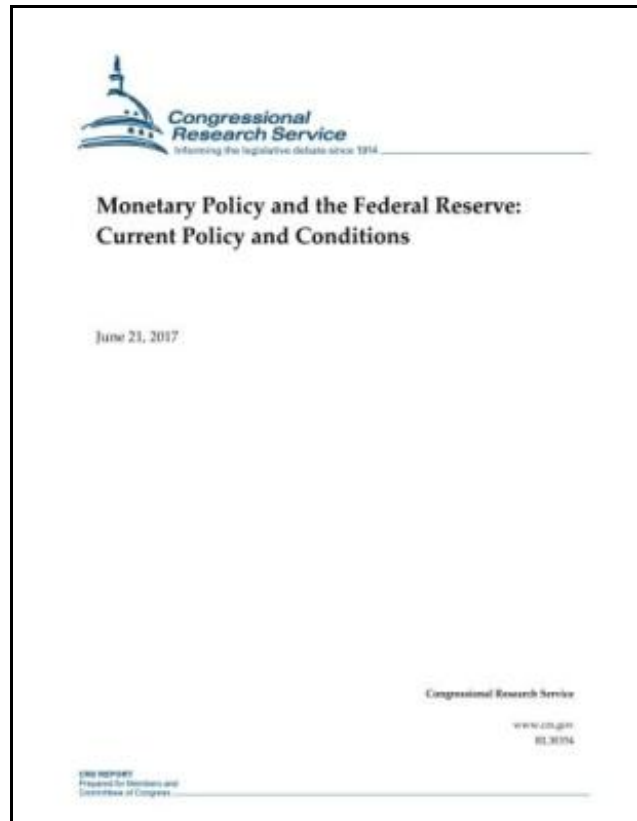 Congressional
Research Service
Informing the legislative debate since 1914
Monetary Policy and the Federal Reserve:
Current Policy and Conditions
June 21, 2017
Congressional Research Service
www.crs.gov
RL30354
CRS REPORT
Prepared for Members and
Committees of Congress